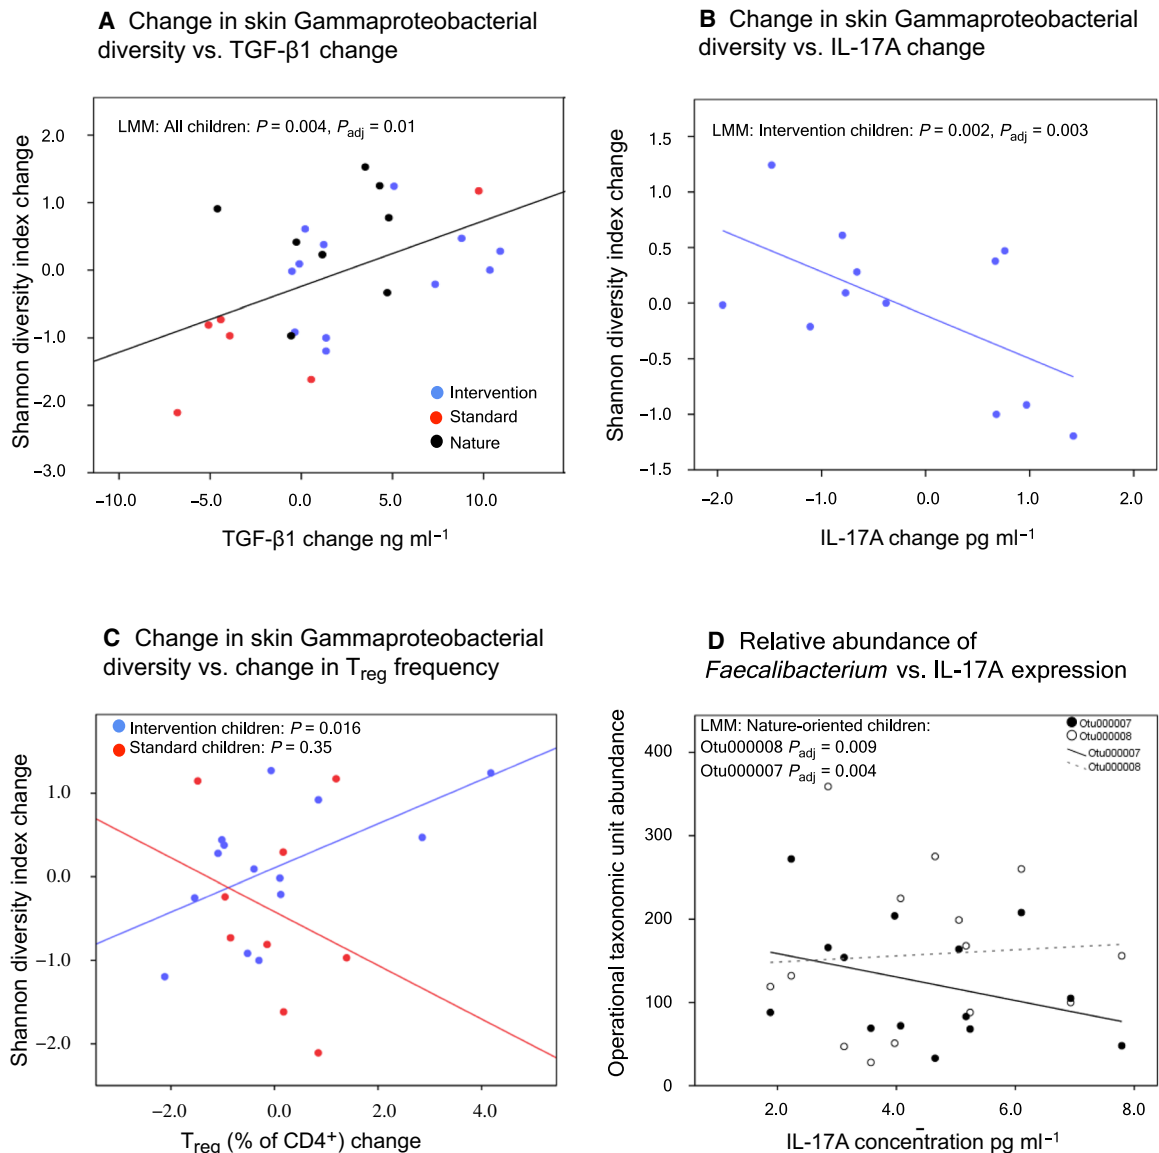 A Change in skin Gammaproteobacterial
diversity vs. TGF-β1 change
LMM: All children: P = 0.004, Padj = 0.01
Shannon diversity index change
2.0
1.0
0.0
−1.0
−2.0
−3.0
Intervention
Standard
Nature
−10.0 −5.0 0.0 5.0 10.0
TGF-β1 change ng ml−1
B Change in skin Gammaproteobacterial
diversity vs. IL-17A change
LMM: Intervention children: P = 0.002, Padj = 0.003
Shannon diversity index change
1.5
1.0
0.5
0.0
−0.5
−1.0
−1.5
−2.0 −1.0 0.0 1.0 2.0
IL-17A change pg ml−1
C Change in skin Gammaproteobacterial
diversity vs. change in Treg frequency
Intervention children: P = 0.016
Standard children: P = 0.35
Shannon diversity index change
1.0
0.0
−1.0
−2.0
−2.0 0.0 2.0 4.0
Treg (% of CD4+) change
D Relative abundance of
Faecalibacterium vs. IL-17A expression
LMM: Nature-oriented children:
Otu000008 Padj = 0.009
Otu000007 Padj = 0.004
Otu000007
Otu000008
Otu000007
Otu000008
Operational taxonomic unit abundance
400
300
200
100
0
2.0 4.0 6.0 8.0
IL-17A concentration pg ml−1